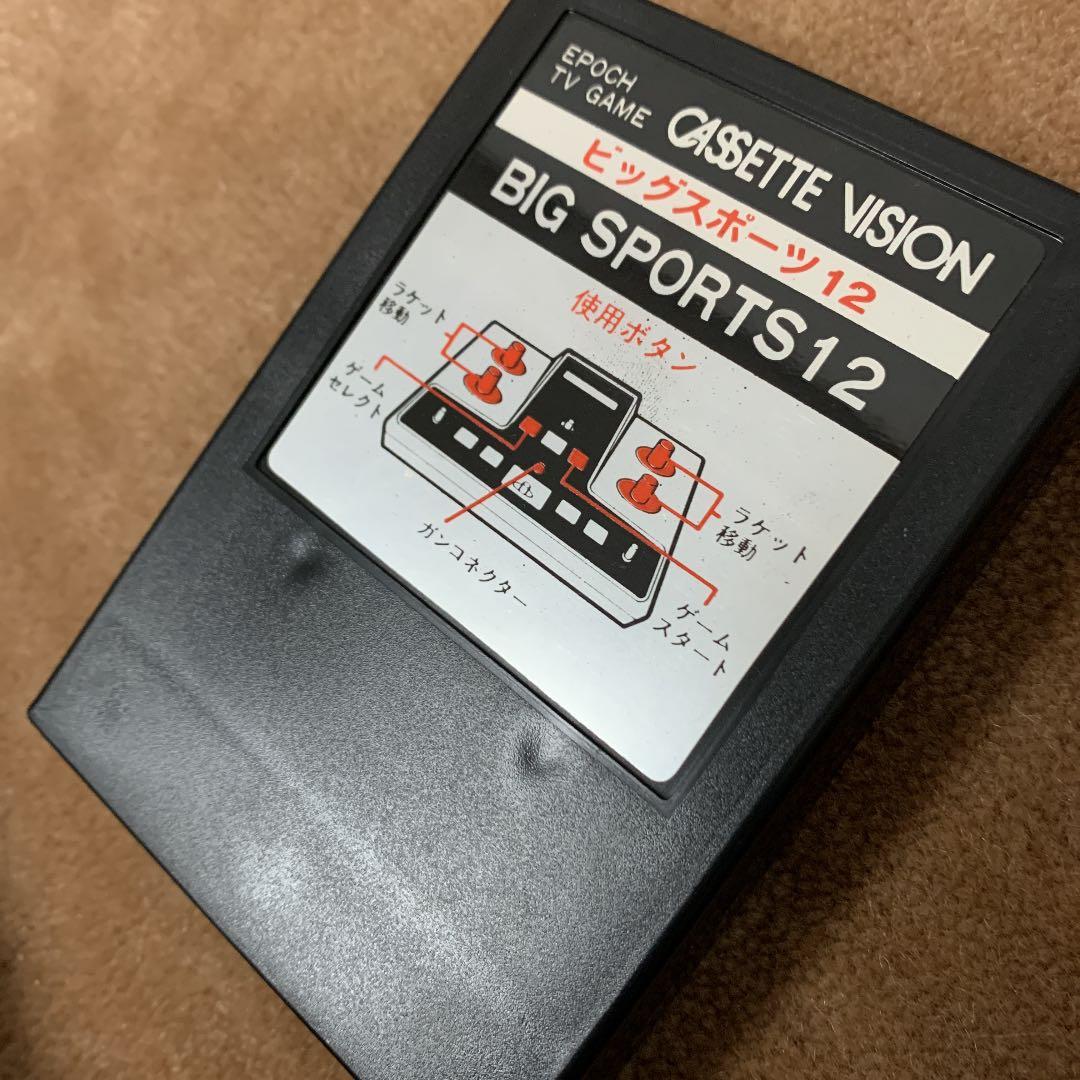 EPOCH
TV GAME
CASSETTE VISION
ビッグスポーツ12
BIG SPORTS12
使用ボタン
ラケット
移動
ゲーム
セレクト
ガンコネクター
ラケット
移動
ゲーム
スタート